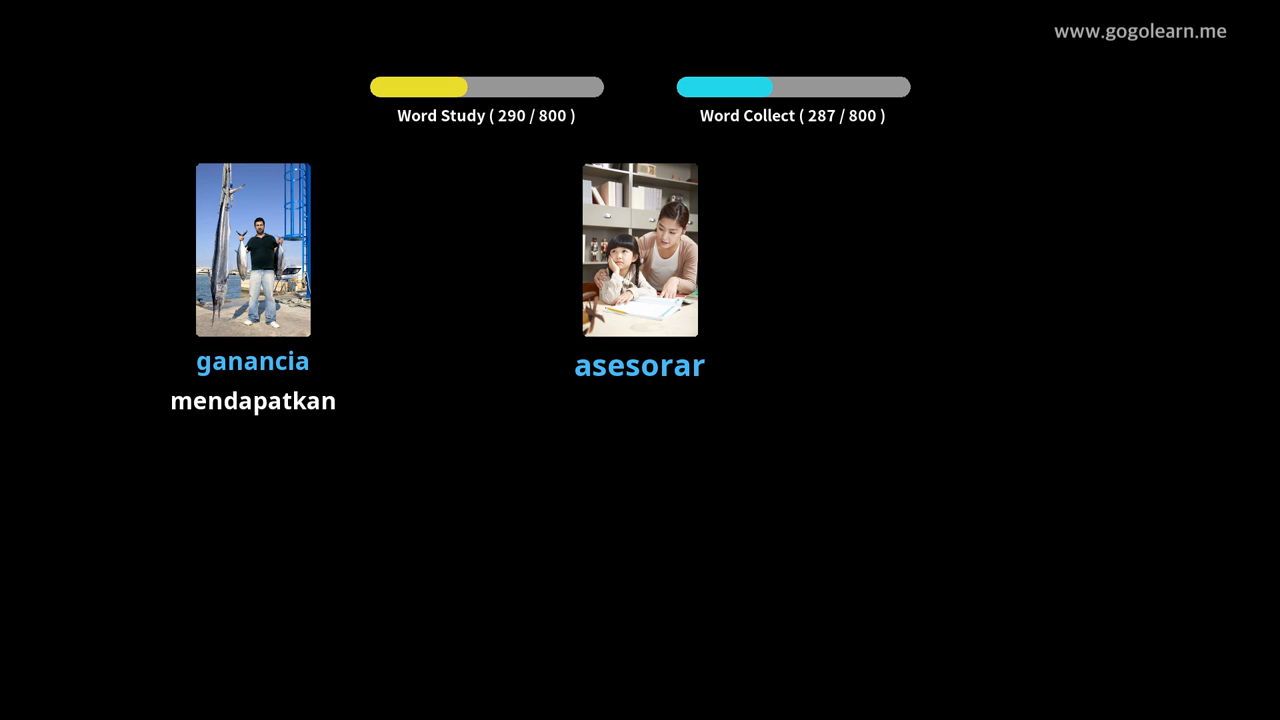 www.gogolearn.me
Word Study ( 290 / 800 )
Word Collect ( 287 / 800 )
ganancia
mendapatkan
asesorar